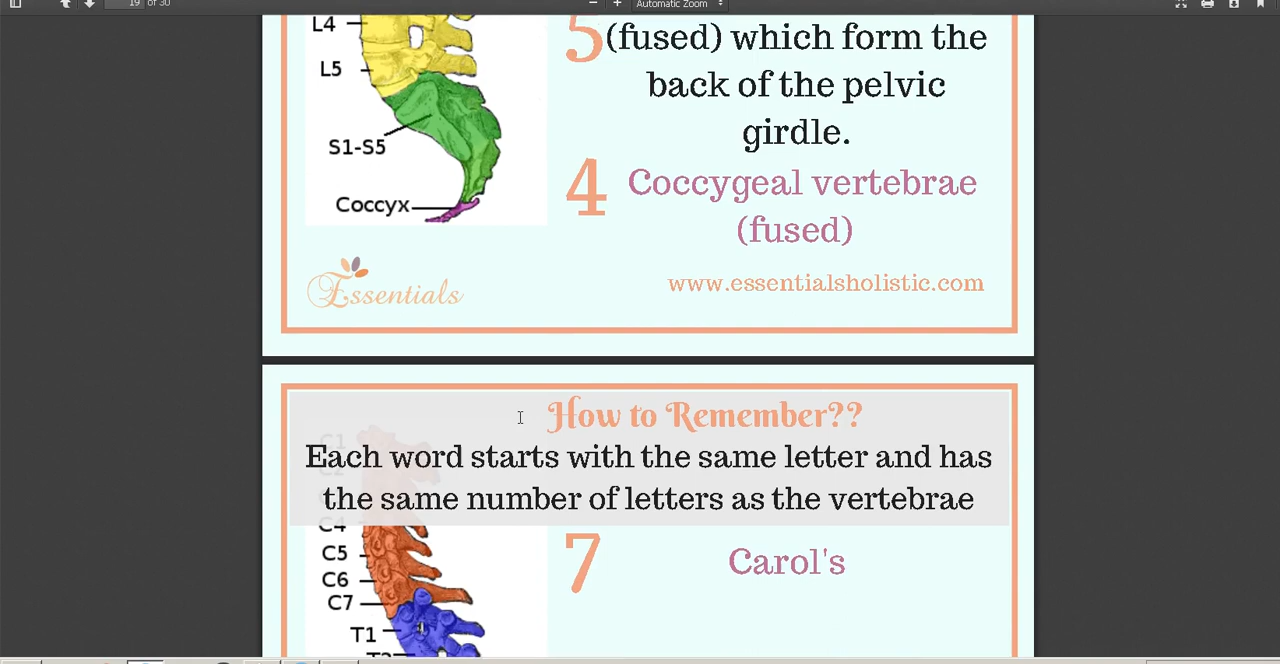 19 of 30
Automatic Zoom
L4
L5
S1-S5
Coccyx
5 (fused) which form the
back of the pelvic
girdle.
4 Coccygeal vertebrae
(fused)
Essentials
www.essentialsholistic.com
How to Remember??
C1
Each word starts with the same letter and has
the same number of letters as the vertebrae
C4
C5
C6
C7
T1
7 Carol's